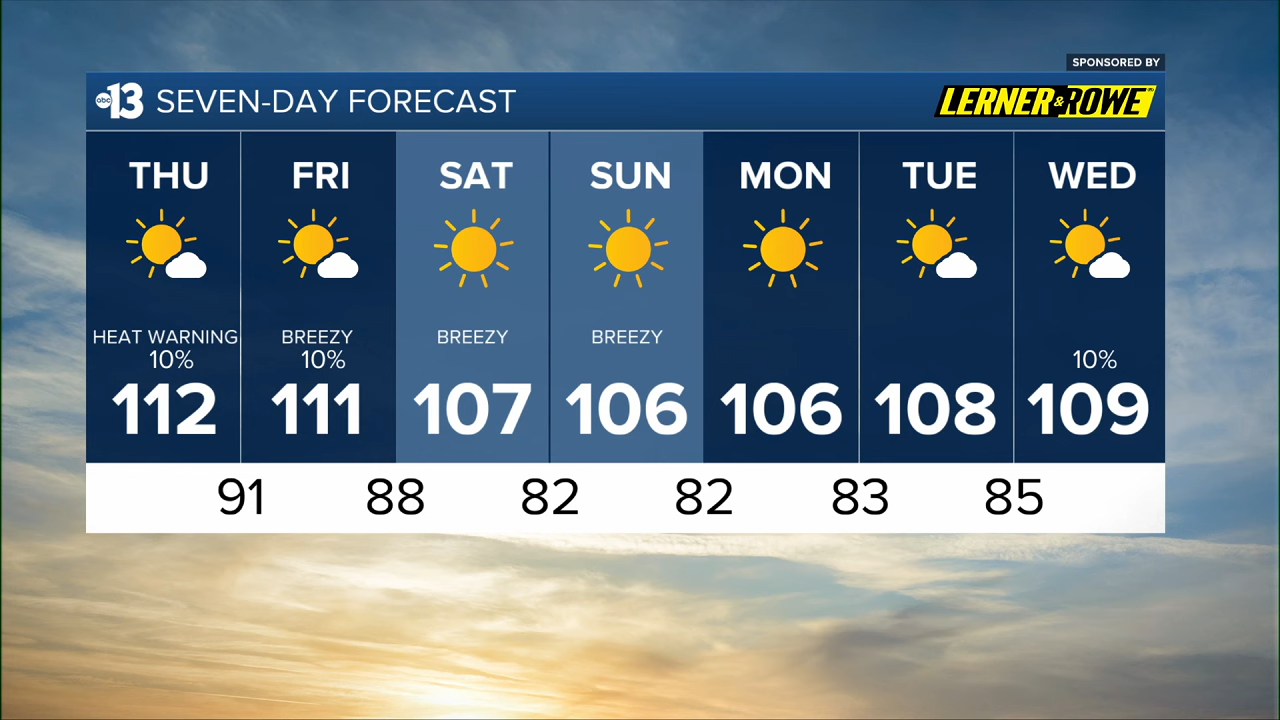 SPONSORED BY
abc 13 SEVEN-DAY FORECAST LERNER & ROWE
THU FRI SAT SUN MON TUE WED
HEAT WARNING BREEZY BREEZY BREEZY
10% 10% 10%
112 111 107 106 106 108 109
91 88 82 82 83 85